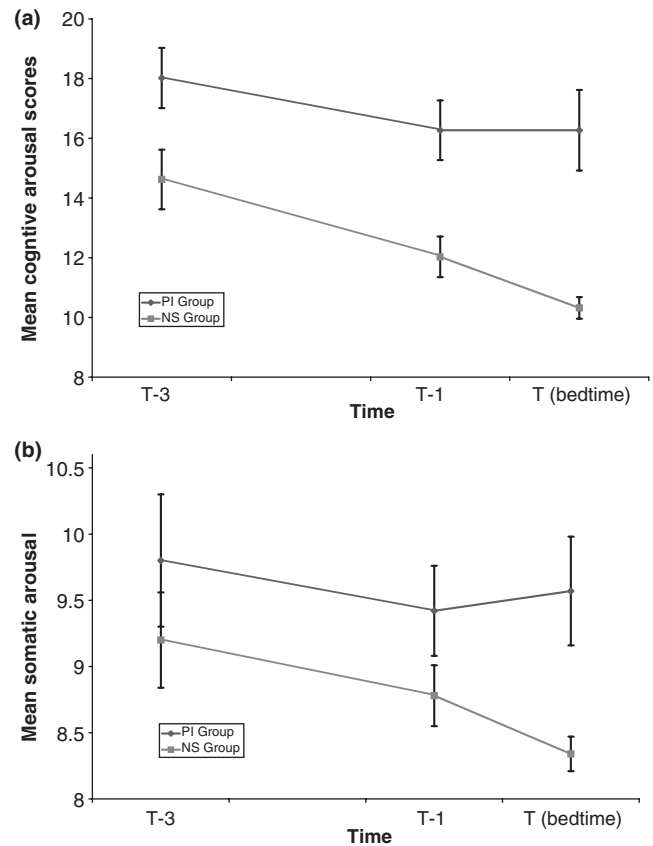 (a)
20
18
16
14
12
10
8
Mean cogntive arousal scores
PI Group
NS Group
T-3
T-1
T (bedtime)
Time
(b)
10.5
10
9.5
9
8.5
8
Mean somatic arousal
PI Group
NS Group
T-3
T-1
T (bedtime)
Time